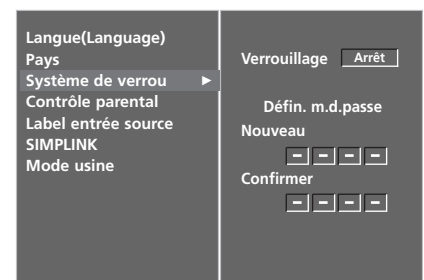 Langue(Language)
Pays
Système de verrou ►
Contrôle parental
Label entrée source
SIMPLINK
Mode usine
Verrouillage Arrêt
Défin. m.d.passe
Nouveau
– – – –
Confirmer
– – – –